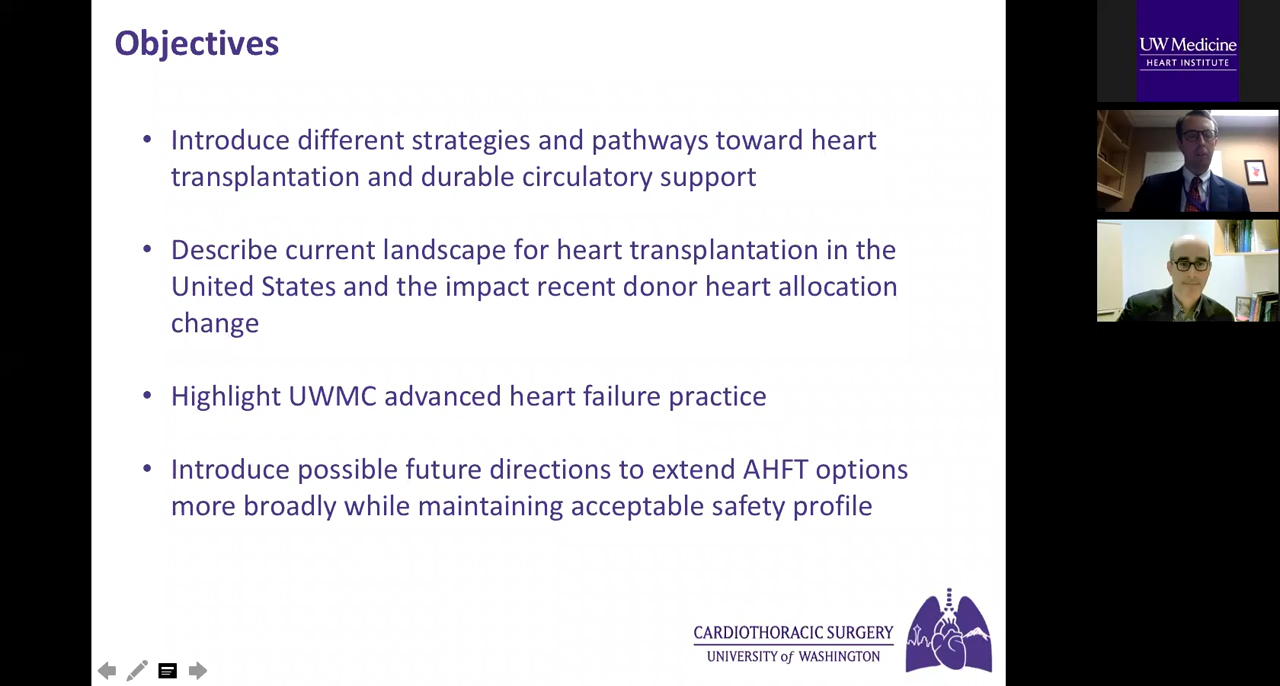 Objectives
• Introduce different strategies and pathways toward heart
transplantation and durable circulatory support
• Describe current landscape for heart transplantation in the
United States and the impact recent donor heart allocation
change
• Highlight UWMC advanced heart failure practice
• Introduce possible future directions to extend AHFT options
more broadly while maintaining acceptable safety profile
CARDIOTHORACIC SURGERY
UNIVERSITY of WASHINGTON
UW Medicine
HEART INSTITUTE